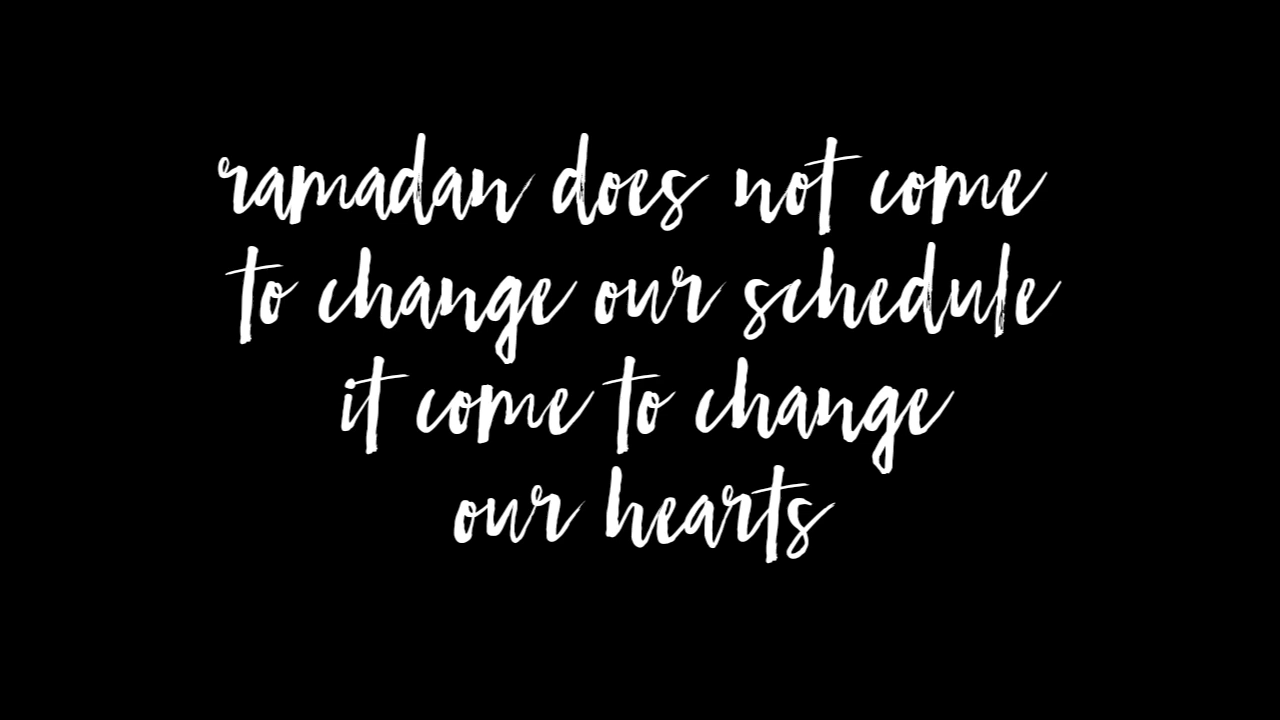 ramadan does not come
to change our schedule
it come to change
our hearts